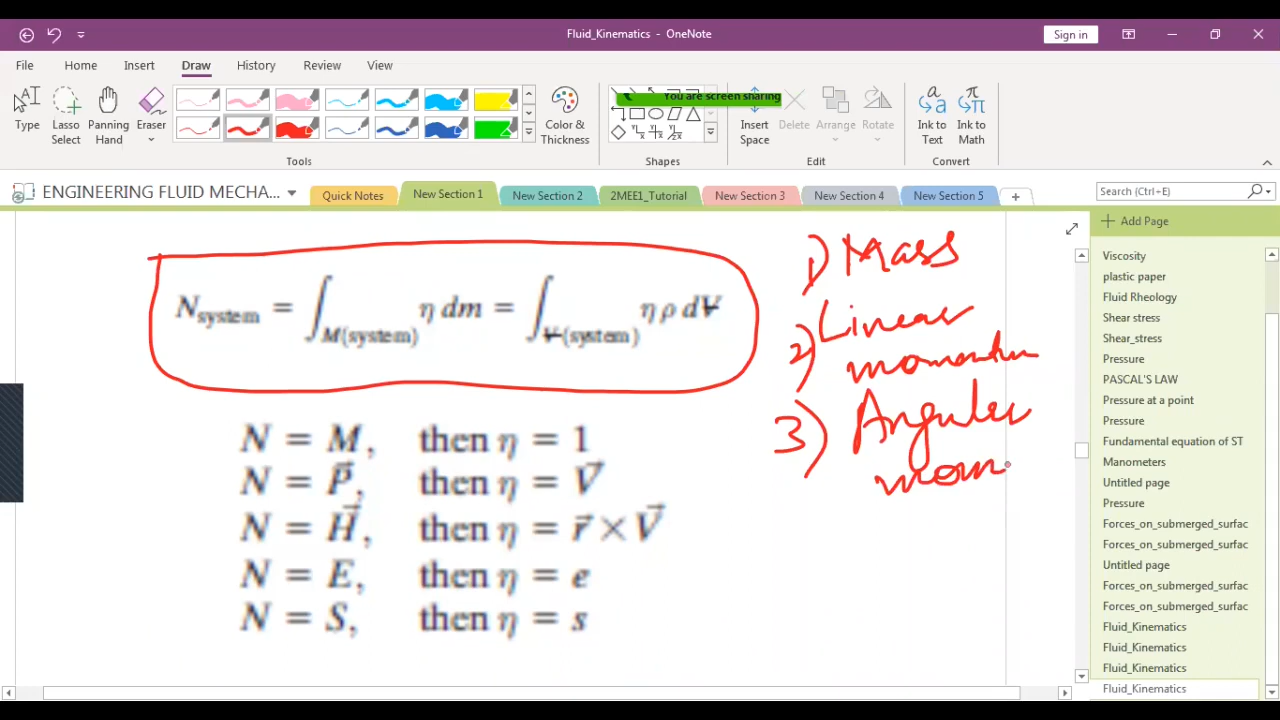 Fluid_Kinematics - OneNote
Sign in
File Home Insert Draw History Review View
You are screen sharing
Type
Lasso Select
Panning Hand
Eraser
Color & Thickness
Insert Space
Delete
Arrange
Rotate
Ink to Text
Ink to Math
Tools
Shapes
Edit
Convert
ENGINEERING FLUID MECHA...
Quick Notes
New Section 1
New Section 2
2MEE1_Tutorial
New Section 3
New Section 4
New Section 5
Search (Ctrl+E)
N_system = ∫_M(system) η dm = ∫_V(system) η ρ dV
N = M, then η = 1
N = P⃗, then η = V⃗
N = H⃗, then η = r⃗ × V⃗
N = E, then η = e
N = S, then η = s
1) Mass
2) Linear
momentu
3) Angular
mom
Add Page
Viscosity
plastic paper
Fluid Rheology
Shear stress
Shear_stress
Pressure
PASCAL'S LAW
Pressure at a point
Pressure
Fundamental equation of ST
Manometers
Untitled page
Pressure
Forces_on_submerged_surfac
Forces_on_submerged_surfac
Untitled page
Forces_on_submerged_surfac
Forces_on_submerged_surfac
Fluid_Kinematics
Fluid_Kinematics
Fluid_Kinematics
Fluid_Kinematics